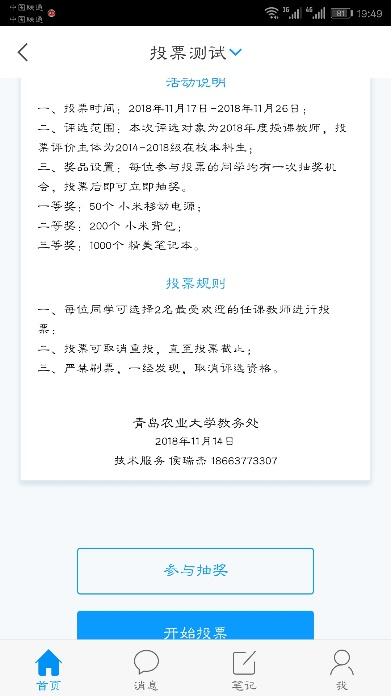 中国联通
中国联通
3G
4G
81
19:49
投票测试
活动说明
一、投票时间：2018年11月17日-2018年11月26日；
二、评选范围：本次评选对象为2018年度授课教师，投
票评价主体为2014-2018级在校本科生；
三、奖品设置：每位参与投票的同学均有一次抽奖机
会，投票后即可立即抽奖。
一等奖：50个 小米移动电源；
二等奖：200个 小米背包；
三等奖：1000个 精美笔记本。
投票规则
一、每位同学可选择2名最受欢迎的任课教师进行投
票；
二、投票可取消重投，直至投票截止；
三、严禁刷票，一经发现，取消评选资格。
青岛农业大学教务处
2018年11月14日
技术服务 侯瑞杰 18663773307
参与抽奖
开始投票
首页
消息
笔记
我